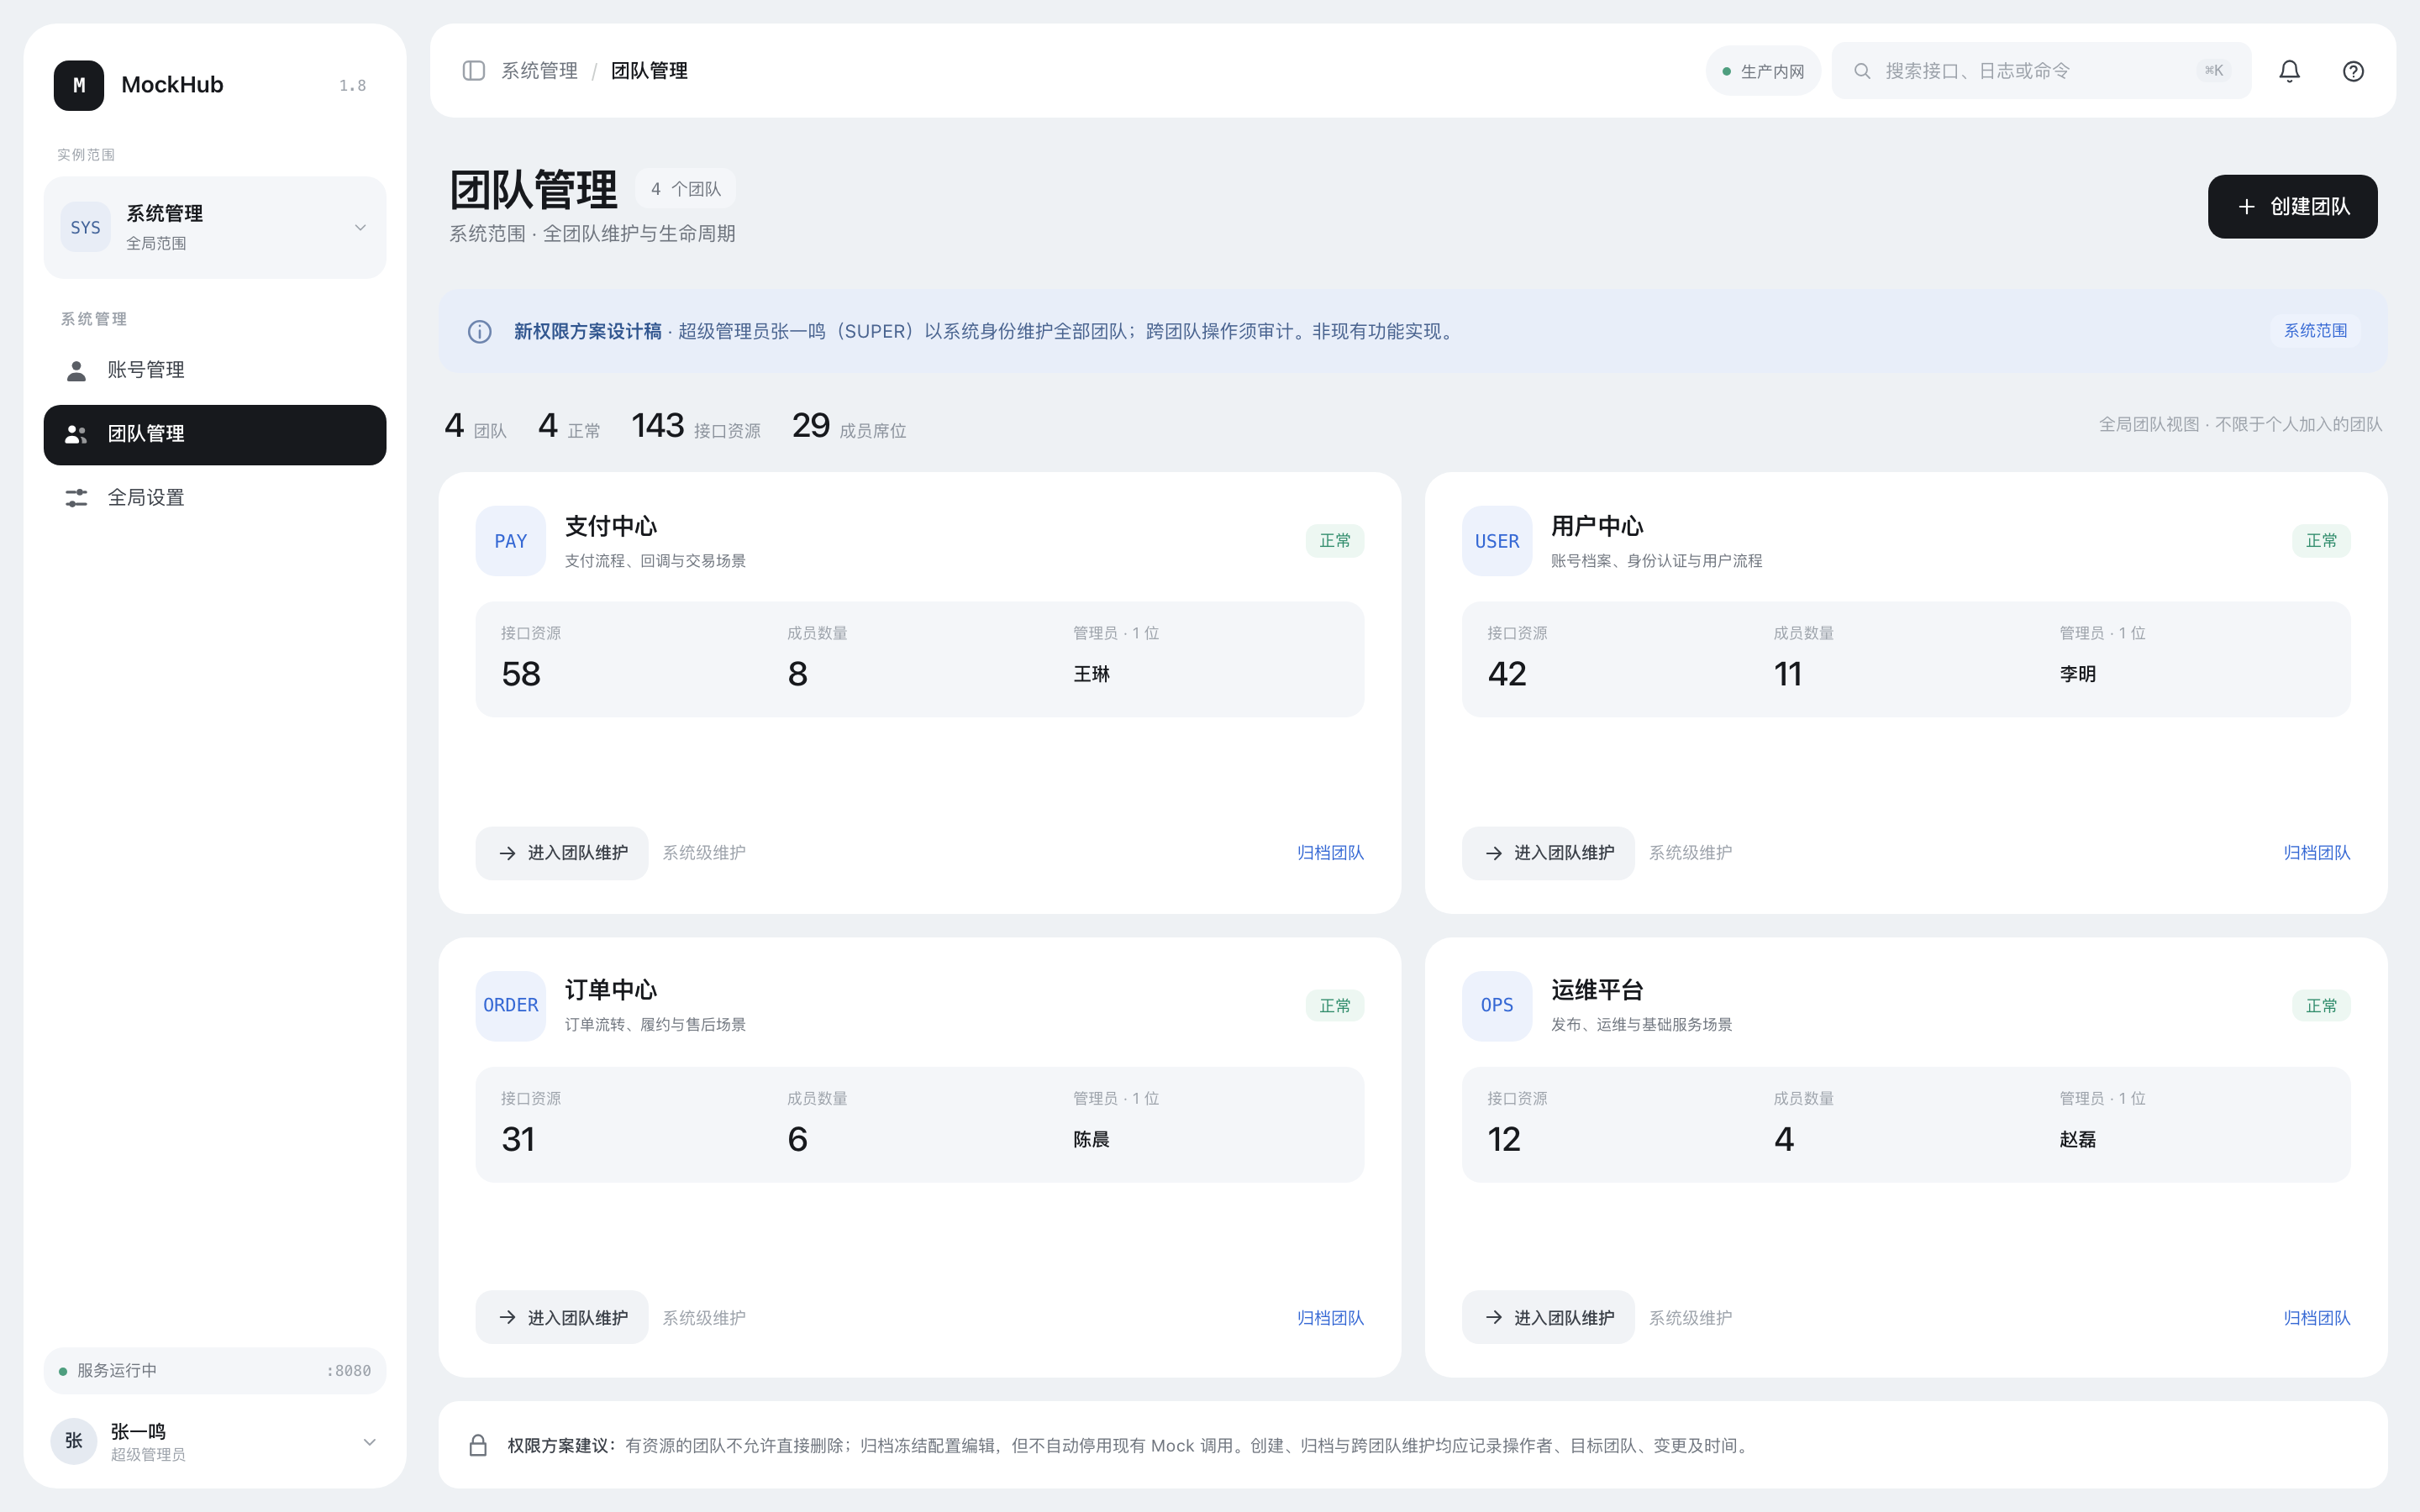 M MockHub 1.8
实例范围
SYS 系统管理
全局范围
系统管理
账号管理
团队管理
全局设置
服务运行中 :8080
张 张一鸣
超级管理员
系统管理 / 团队管理
生产内网
搜索接口、日志或命令 ⌘K
团队管理 4 个团队
系统范围 · 全团队维护与生命周期
+ 创建团队
新权限方案设计稿 · 超级管理员张一鸣（SUPER）以系统身份维护全部团队；跨团队操作须审计。非现有功能实现。 系统范围
4 团队 4 正常 143 接口资源 29 成员席位 全局团队视图 · 不限于个人加入的团队
PAY 支付中心 正常
支付流程、回调与交易场景
接口资源 成员数量 管理员 · 1 位
58 8 王琳
→ 进入团队维护 系统级维护 归档团队
USER 用户中心 正常
账号档案、身份认证与用户流程
接口资源 成员数量 管理员 · 1 位
42 11 李明
→ 进入团队维护 系统级维护 归档团队
ORDER 订单中心 正常
订单流转、履约与售后场景
接口资源 成员数量 管理员 · 1 位
31 6 陈晨
→ 进入团队维护 系统级维护 归档团队
OPS 运维平台 正常
发布、运维与基础服务场景
接口资源 成员数量 管理员 · 1 位
12 4 赵磊
→ 进入团队维护 系统级维护 归档团队
权限方案建议：有资源的团队不允许直接删除；归档冻结配置编辑，但不自动停用现有 Mock 调用。创建、归档与跨团队维护均应记录操作者、目标团队、变更及时间。